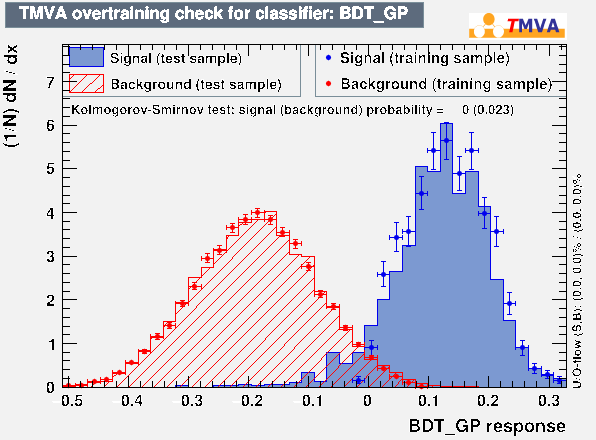 TMVA overtraining check for classifier: BDT_GP
TMVA
(1/N) dN / dx
Signal (test sample)
Background (test sample)
Signal (training sample)
Background (training sample)
Kolmogorov-Smirnov test: signal (background) probability = 0 (0.023)
7
6
5
4
3
2
1
0
−0.5 −0.4 −0.3 −0.2 −0.1 0 0.1 0.2 0.3
BDT_GP response
U/O-flow (S,B): (0.0, 0.0)% / (0.0, 0.0)%